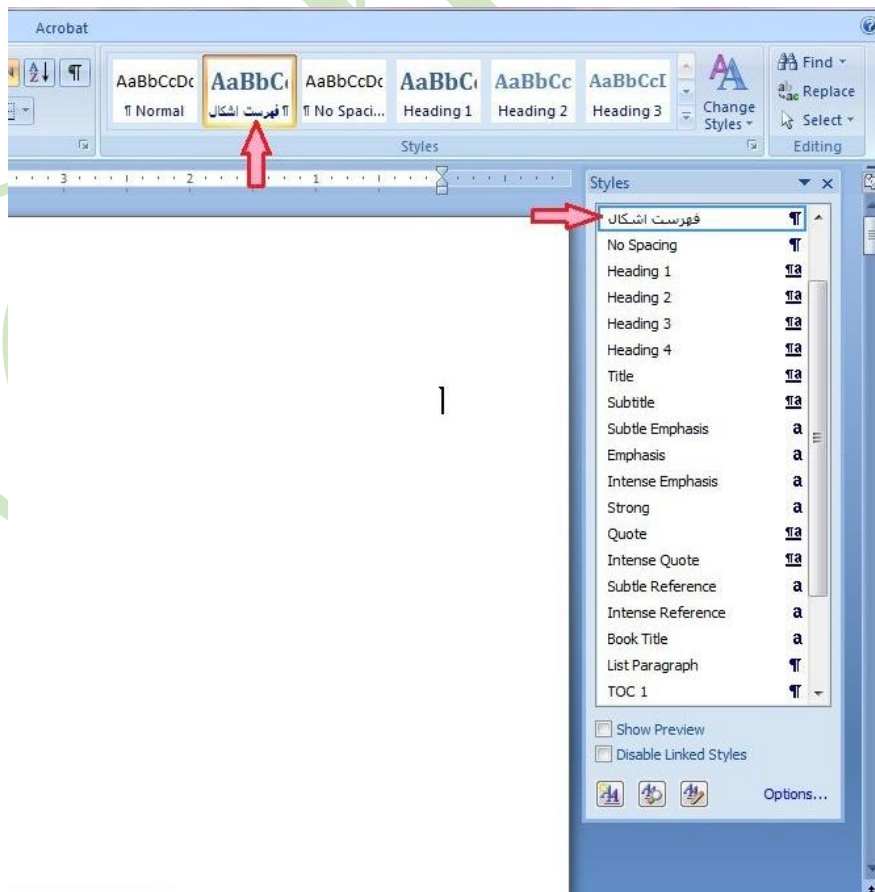 Acrobat
AaBbCcDc AaBbC AaBbCcDc AaBbC AaBbCc AaBbCcI
¶ Normal ¶ فهرست اشکال ¶ No Spaci... Heading 1 Heading 2 Heading 3
Change Styles
Find
Replace
Select
Styles Editing
3 2 1
Styles
فهرست اشکال ¶
No Spacing ¶
Heading 1 ¶a
Heading 2 ¶a
Heading 3 ¶a
Heading 4 ¶a
Title ¶a
Subtitle ¶a
Subtle Emphasis a
Emphasis a
Intense Emphasis a
Strong a
Quote ¶a
Intense Quote ¶a
Subtle Reference a
Intense Reference a
Book Title a
List Paragraph ¶
TOC 1 ¶
Show Preview
Disable Linked Styles
Options...